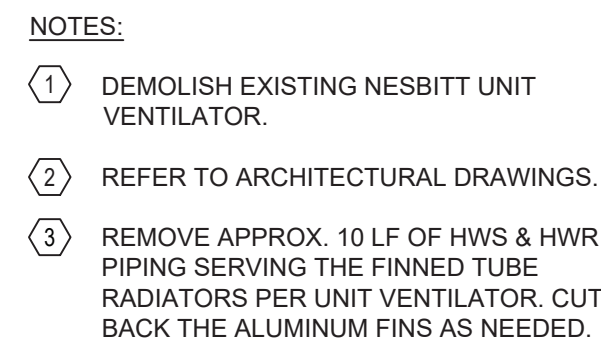 NOTES:
1 DEMOLISH EXISTING NESBITT UNIT
VENTILATOR.
2 REFER TO ARCHITECTURAL DRAWINGS.
3 REMOVE APPROX. 10 LF OF HWS & HWR
PIPING SERVING THE FINNED TUBE
RADIATORS PER UNIT VENTILATOR. CUT
BACK THE ALUMINUM FINS AS NEEDED.